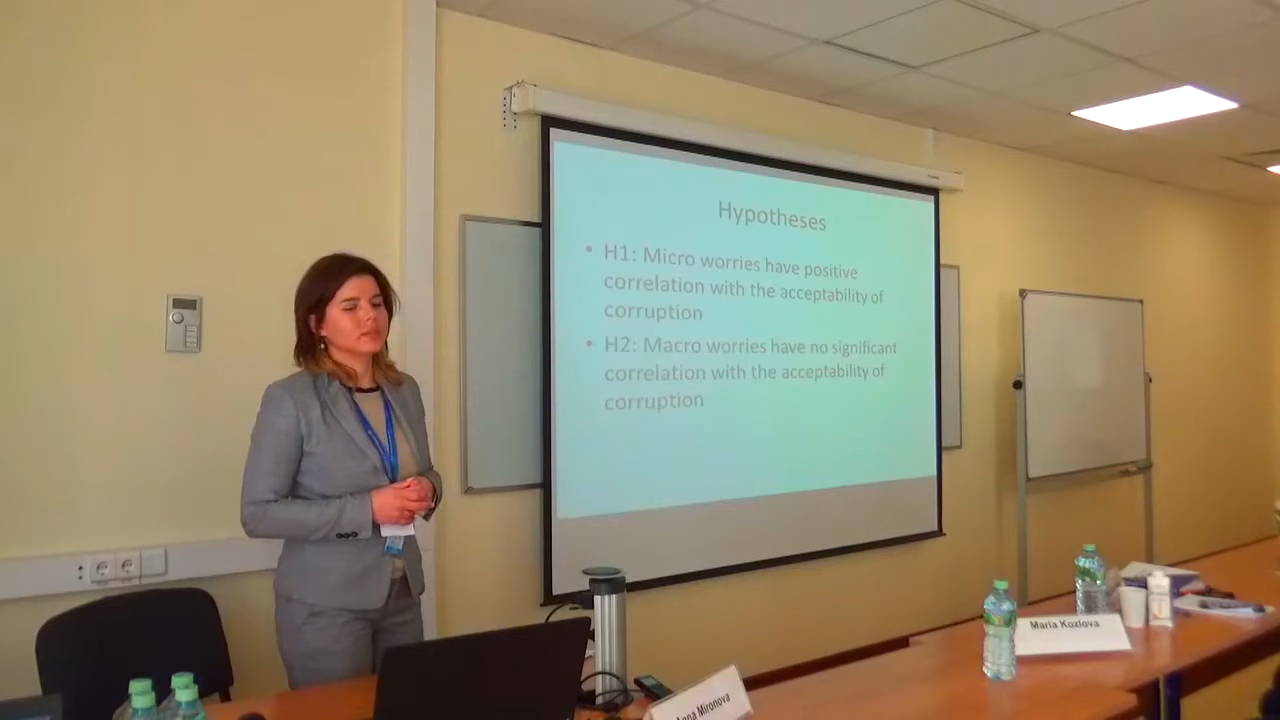 Hypotheses
• H1: Micro worries have positive
correlation with the acceptability of
corruption
• H2: Macro worries have no significant
correlation with the acceptability of
corruption
Maria Kozlova
Anna Mironova